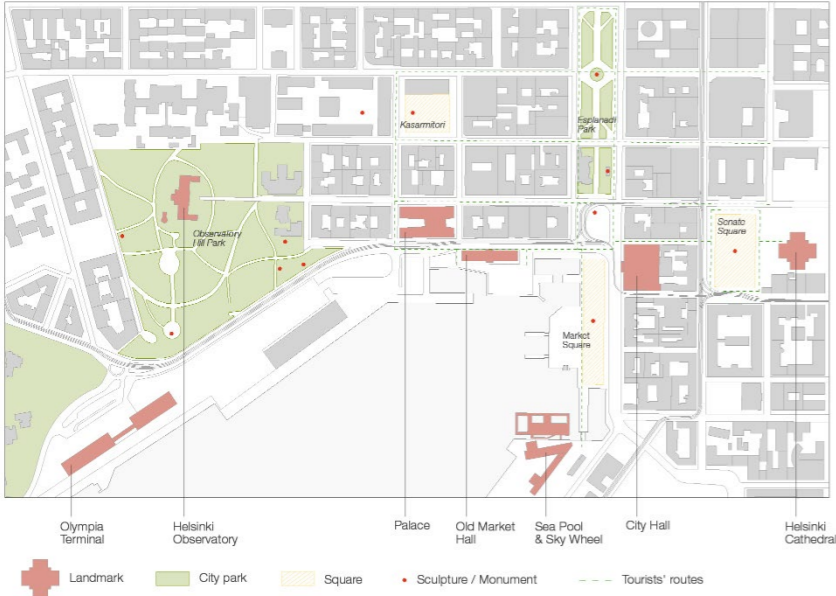 Kasarmitori
Esplanadi
Park
Observatory
Hill Park
Senate
Square
Market
Square
Olympia
Terminal
Helsinki
Observatory
Palace
Old Market
Hall
Sea Pool
& Sky Wheel
City Hall
Helsinki
Cathedral
Landmark
City park
Square
Sculpture / Monument
Tourists' routes